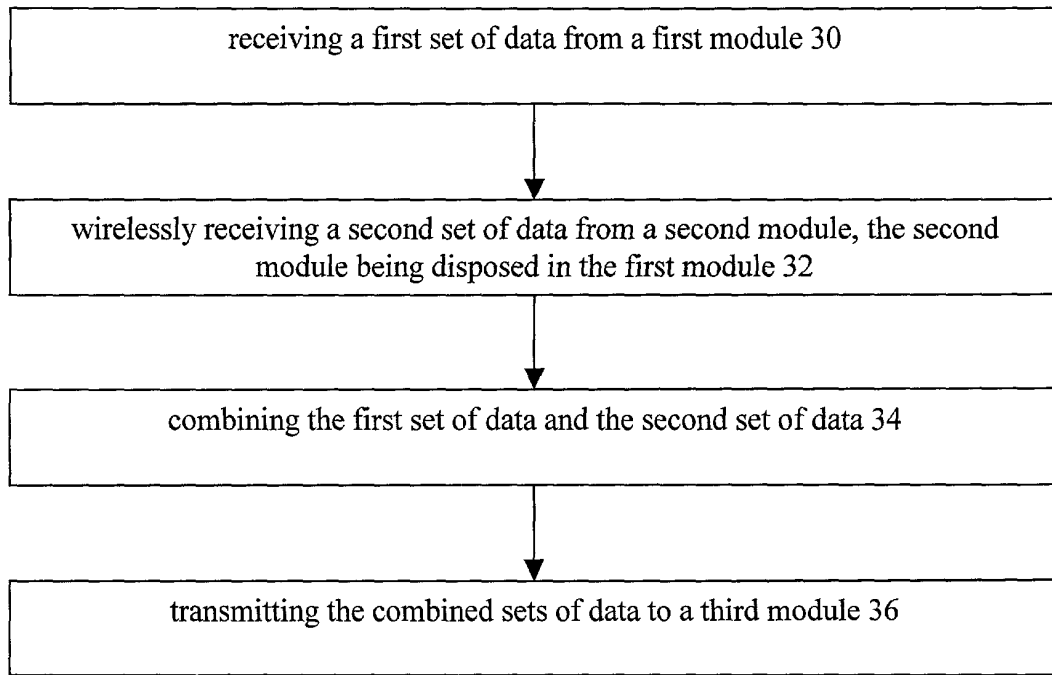 receiving a first set of data from a first module 30
wirelessly receiving a second set of data from a second module, the second
module being disposed in the first module 32
combining the first set of data and the second set of data 34
transmitting the combined sets of data to a third module 36